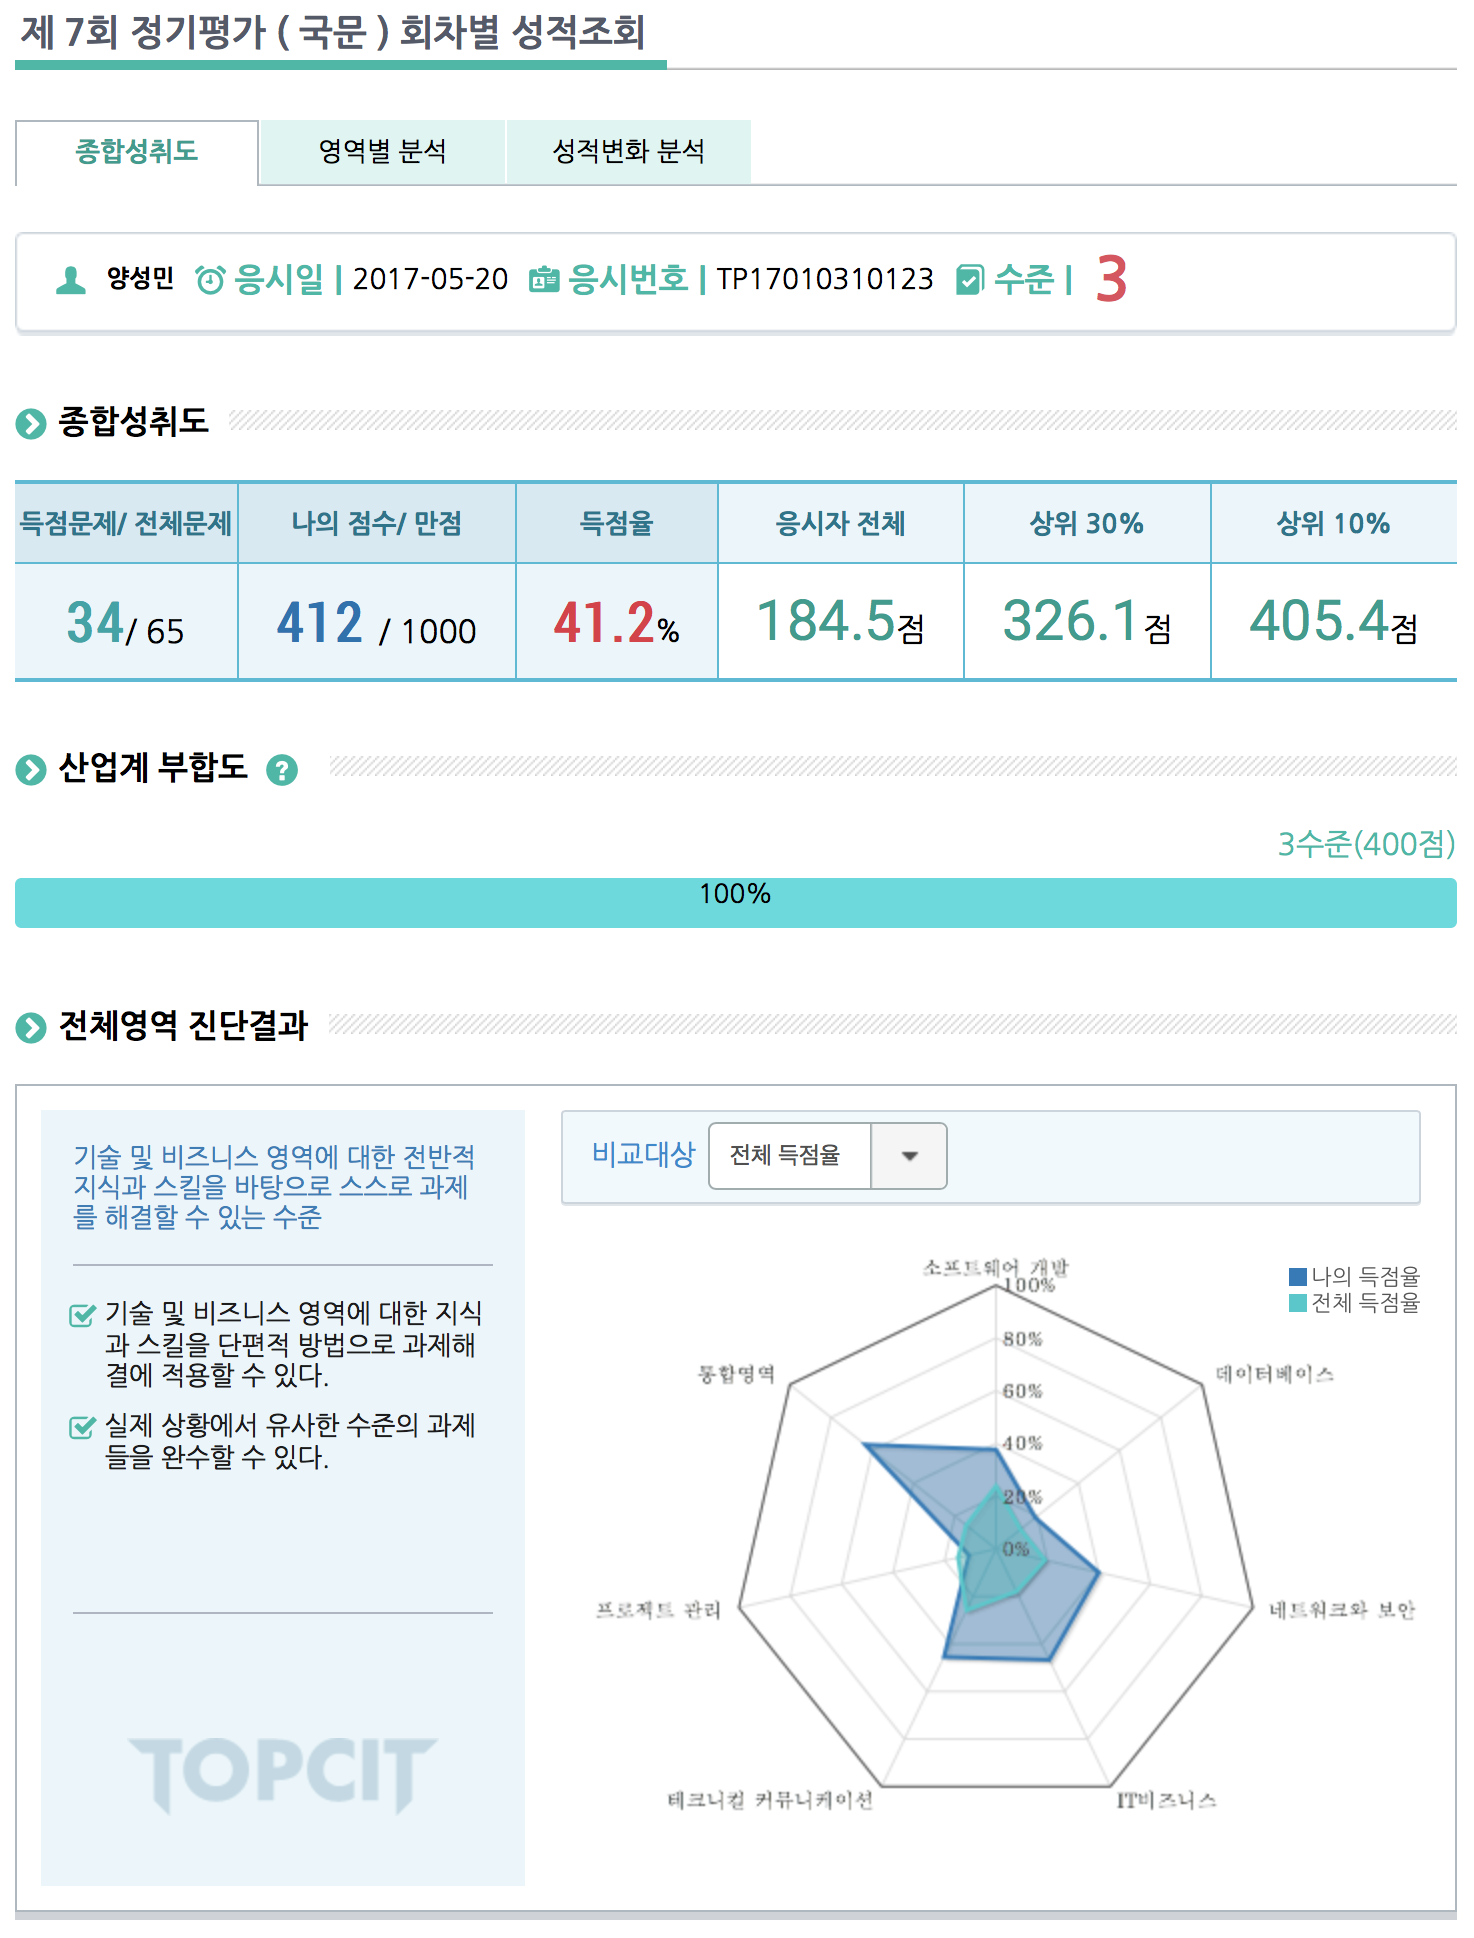 제 7회 정기평가 ( 국문 ) 회차별 성적조회
종합성취도 영역별 분석 성적변화 분석
양성민 응시일 | 2017-05-20 응시번호 | TP17010310123 수준 | 3
종합성취도
득점문제/ 전체문제 나의 점수/ 만점 득점율 응시자 전체 상위 30% 상위 10%
34/ 65 412 / 1000 41.2% 184.5점 326.1점 405.4점
산업계 부합도 ?
3수준(400점)
100%
전체영역 진단결과
기술 및 비즈니스 영역에 대한 전반적
지식과 스킬을 바탕으로 스스로 과제
를 해결할 수 있는 수준
기술 및 비즈니스 영역에 대한 지식
과 스킬을 단편적 방법으로 과제해
결에 적용할 수 있다.
실제 상황에서 유사한 수준의 과제
들을 완수할 수 있다.
TOPCIT
비교대상 전체 득점율
나의 득점율
전체 득점율
소프트웨어 개발
100%
80%
60%
40%
20%
0%
통합영역
데이터베이스
프로젝트 관리
네트워크와 보안
테크니컬 커뮤니케이션
IT비즈니스